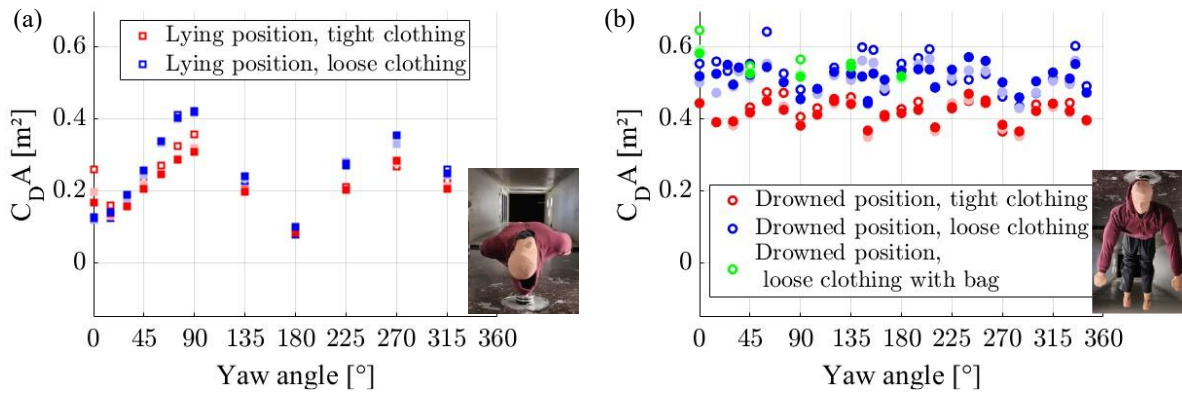 (a)
Lying position, tight clothing
Lying position, loose clothing
0.6
0.4
0.2
0
C_DA [m²]
0 45 90 135 180 225 270 315 360
Yaw angle [°]
(b)
0.6
0.4
0.2
0
C_DA [m²]
Drowned position, tight clothing
Drowned position, loose clothing
Drowned position,
loose clothing with bag
0 45 90 135 180 225 270 315 360
Yaw angle [°]